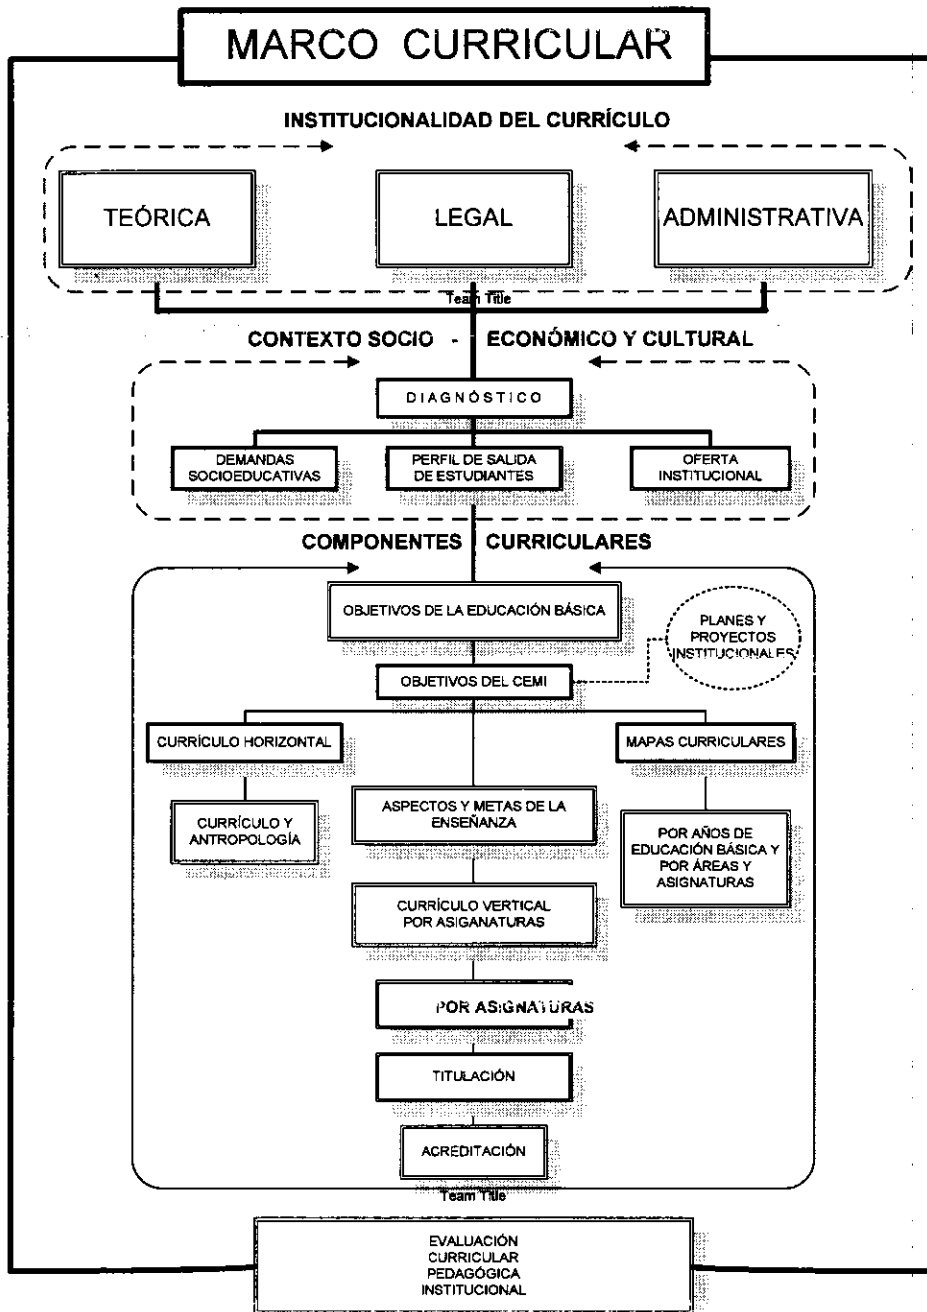 MARCO CURRICULAR
INSTITUCIONALIDAD DEL CURRÍCULO
TEÓRICA
LEGAL
ADMINISTRATIVA
Team Title
CONTEXTO SOCIO - ECONÓMICO Y CULTURAL
DIAGNÓSTICO
DEMANDAS
SOCIOEDUCATIVAS
PERFIL DE SALIDA
DE ESTUDIANTES
OFERTA
INSTITUCIONAL
COMPONENTES CURRICULARES
OBJETIVOS DE LA EDUCACIÓN BÁSICA
PLANES Y
PROYECTOS
INSTITUCIONALES
OBJETIVOS DEL CEMI
CURRÍCULO HORIZONTAL
MAPAS CURRICULARES
CURRÍCULO Y
ANTROPOLOGÍA
ASPECTOS Y METAS DE LA
ENSEÑANZA
POR AÑOS DE
EDUCACIÓN BÁSICA Y
POR ÁREAS Y
ASIGNATURAS
CURRÍCULO VERTICAL
POR ASIGANATURAS
POR ASIGNATURAS
TITULACIÓN
ACREDITACIÓN
Team Title
EVALUACIÓN
CURRICULAR
PEDAGÓGICA
INSTITUCIONAL